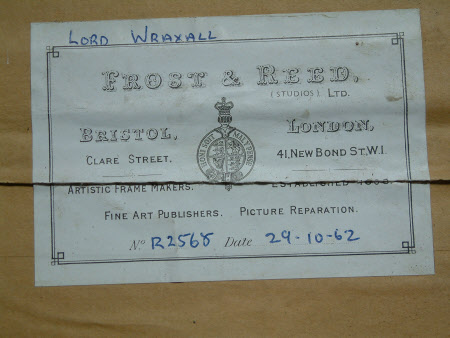 LORD WRAXALL
FROST & REED,
(STUDIOS), LTD.
BRISTOL, LONDON,
CLARE STREET. 41, NEW BOND ST. W.1.
ARTISTIC FRAME MAKERS. ESTABLISHED
FINE ART PUBLISHERS. PICTURE REPARATION.
No R2568 Date 29-10-62